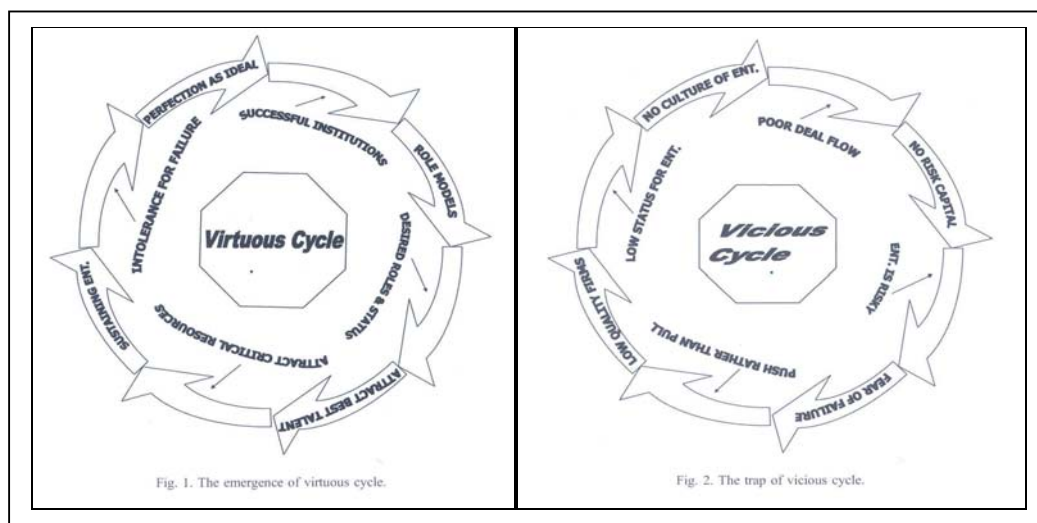 PERFECTION AS IDEAL
SUCCESSFUL INSTITUTIONS
ROLE MODELS
DESIRED ROLES & STATUS
ATTRACT BEST TALENT
ATTRACT CRITICAL RESOURCES
SUSTAINING ENT.
INTOLERANCE FOR FAILURE
Virtuous Cycle
Fig. 1. The emergence of virtuous cycle.
NO CULTURE OF ENT.
POOR DEAL FLOW
NO RISK CAPITAL
ENT. IS RISKY
FEAR OF FAILURE
PUSH RATHER THAN PULL
LOW QUALITY FIRMS
LOW STATUS FOR ENT.
Vicious
Cycle
Fig. 2. The trap of vicious cycle.